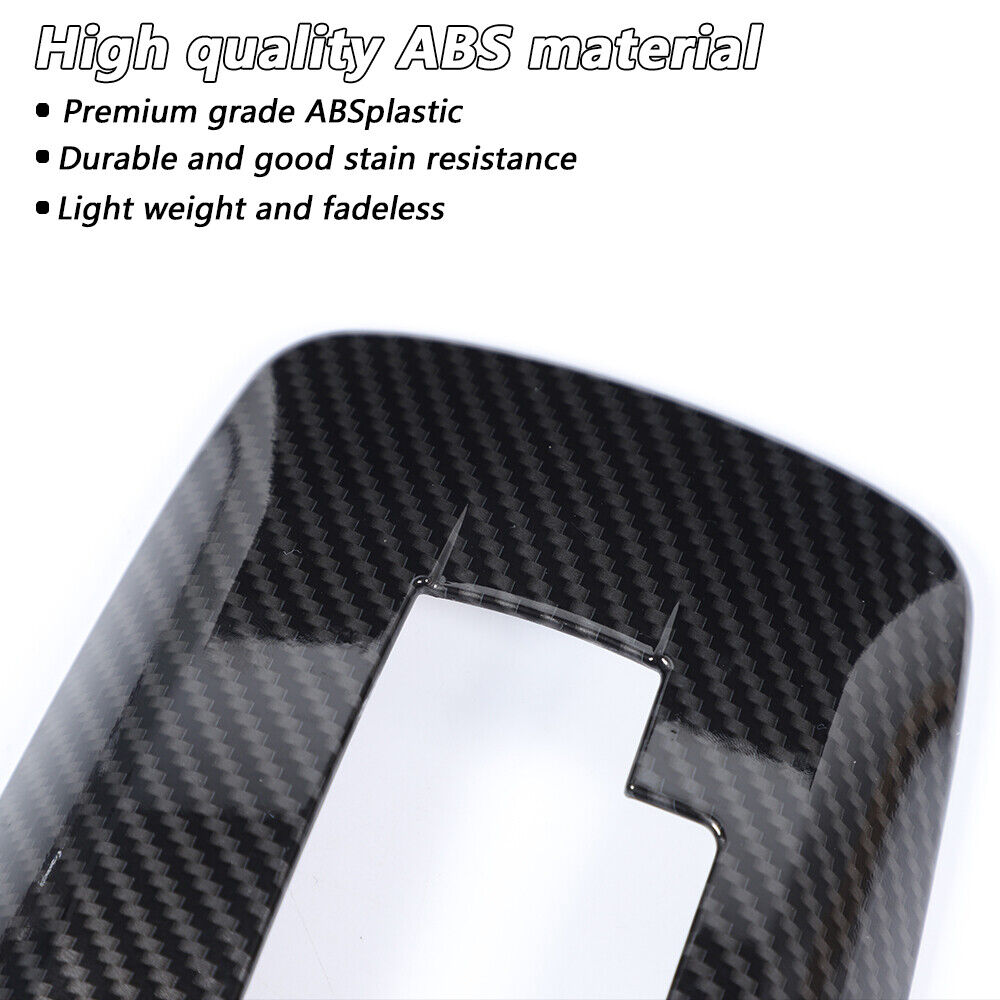 High quality ABS material
• Premium grade ABSplastic
• Durable and good stain resistance
• Light weight and fadeless